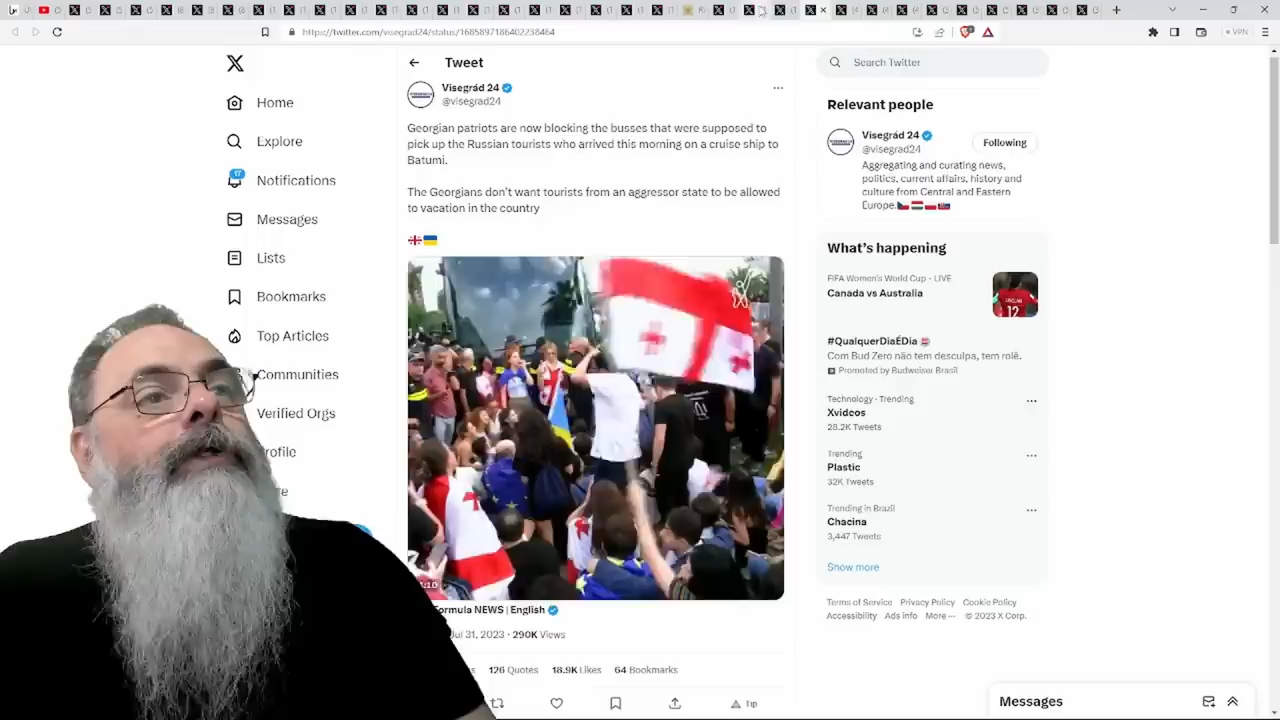 https://twitter.com/visegrad24/status/1685897186402238464
VPN
Home
Explore
17
Notifications
Messages
Lists
Bookmarks
Top Articles
Communities
Verified Orgs
rofile
re
Tweet
Visegrád 24
@visegrad24
Georgian patriots are now blocking the busses that were supposed to
pick up the Russian tourists who arrived this morning on a cruise ship to
Batumi.
The Georgians don't want tourists from an aggressor state to be allowed
to vacation in the country
ormula NEWS | English
Jul 31, 2023 · 290K Views
126 Quotes 18.9K Likes 64 Bookmarks
Tip
Search Twitter
Relevant people
Visegrád 24
@visegrad24
Following
Aggregating and curating news,
politics, current affairs, history and
culture from Central and Eastern
Europe.
What's happening
FIFA Women's World Cup · LIVE
Canada vs Australia
12
#QualquerDiaÉDia
Com Bud Zero não tem desculpa, tem rolê.
Promoted by Budweiser Brasil
Technology · Trending
Xvideos
28.2K Tweets
Trending
Plastic
32K Tweets
Trending in Brazil
Chacina
3,447 Tweets
Show more
Terms of Service Privacy Policy Cookie Policy
Accessibility Ads info More ··· © 2023 X Corp.
Messages